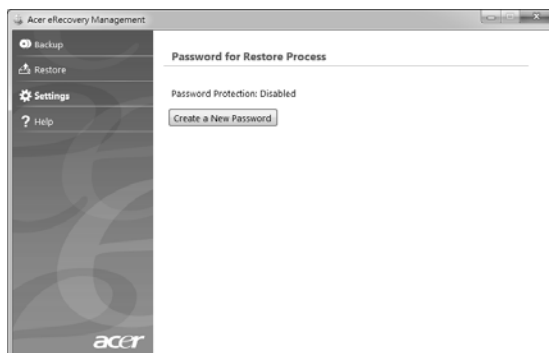 Acer eRecovery Management
Backup
Restore
Settings
? Help
Password for Restore Process
Password Protection: Disabled
Create a New Password
acer